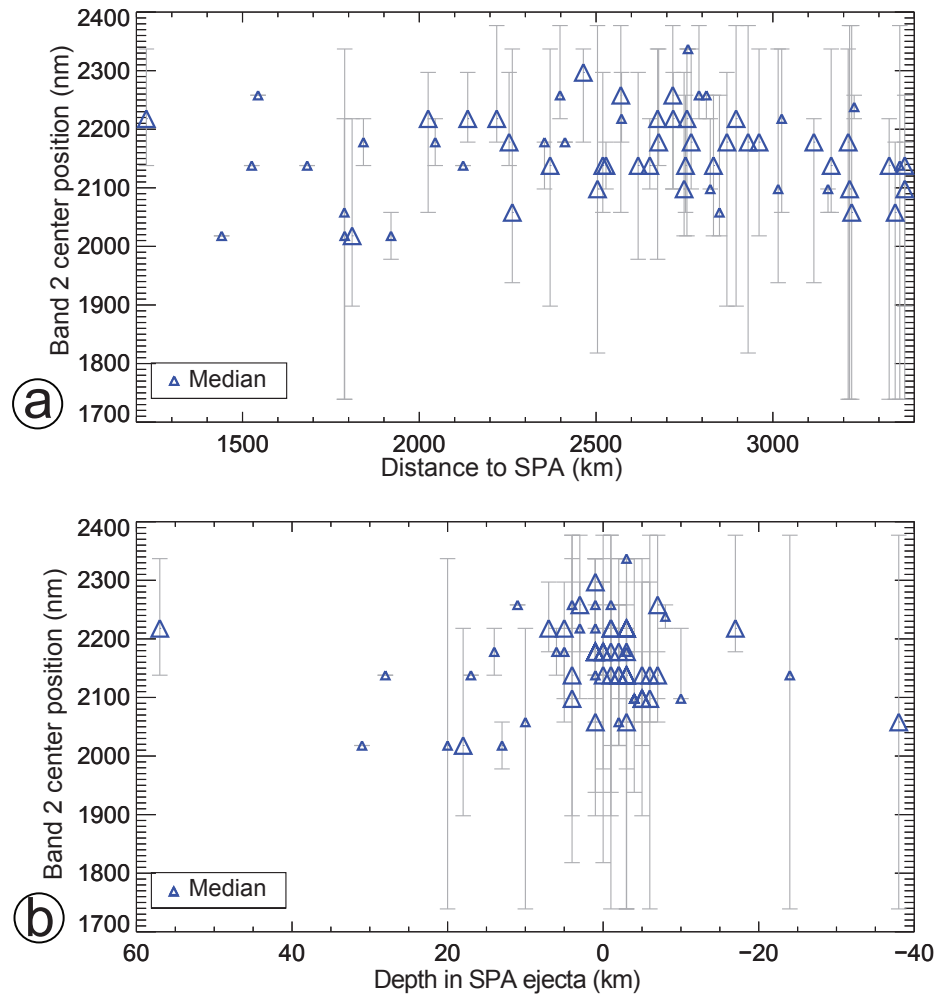 2400
2300
2200
2100
2000
1900
1800
1700
Band 2 center position (nm)
Median
a
1500 2000 2500 3000
Distance to SPA (km)
2400
2300
2200
2100
2000
1900
1800
1700
Band 2 center position (nm)
Median
b
60 40 20 0 −20 −40
Depth in SPA ejecta (km)